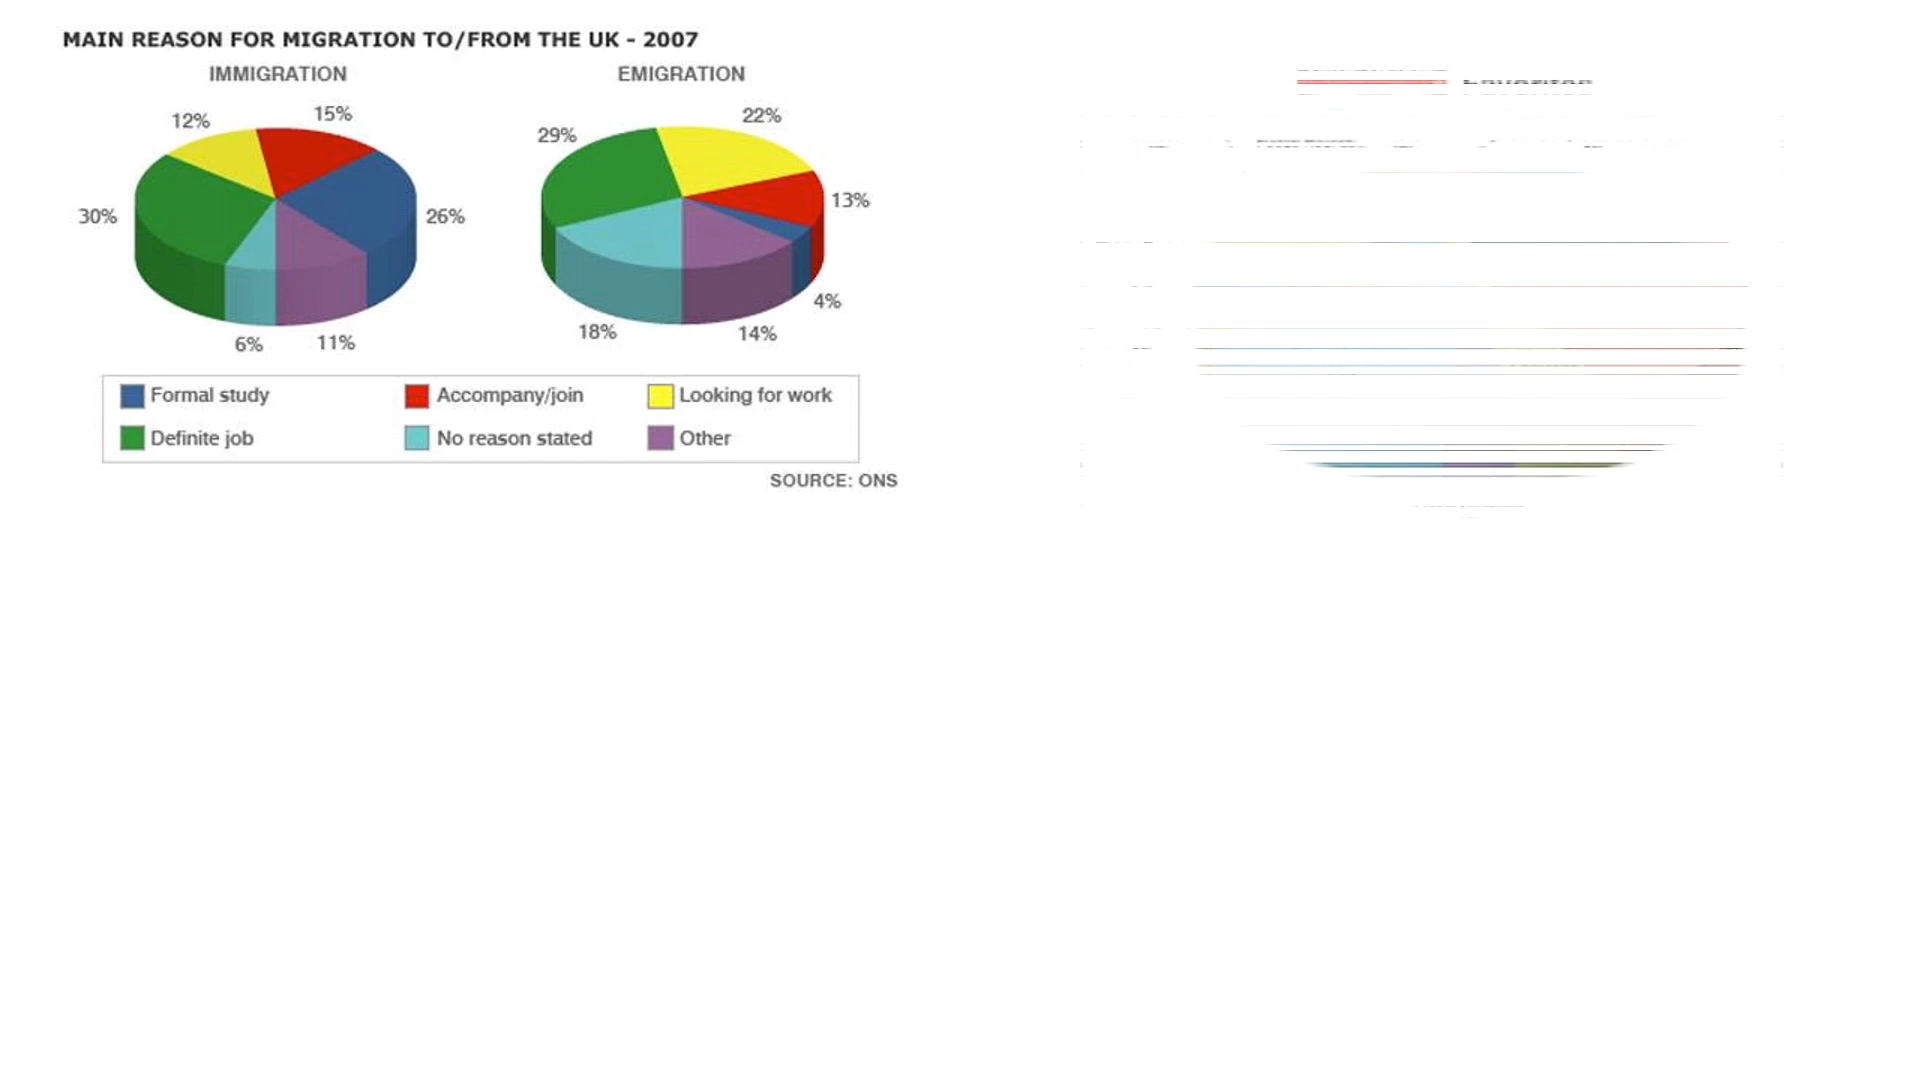 MAIN REASON FOR MIGRATION TO/FROM THE UK - 2007
IMMIGRATION
EMIGRATION
12%
15%
30%
26%
6%
11%
29%
22%
13%
4%
18%
14%
Formal study
Accompany/join
Looking for work
Definite job
No reason stated
Other
SOURCE: ONS